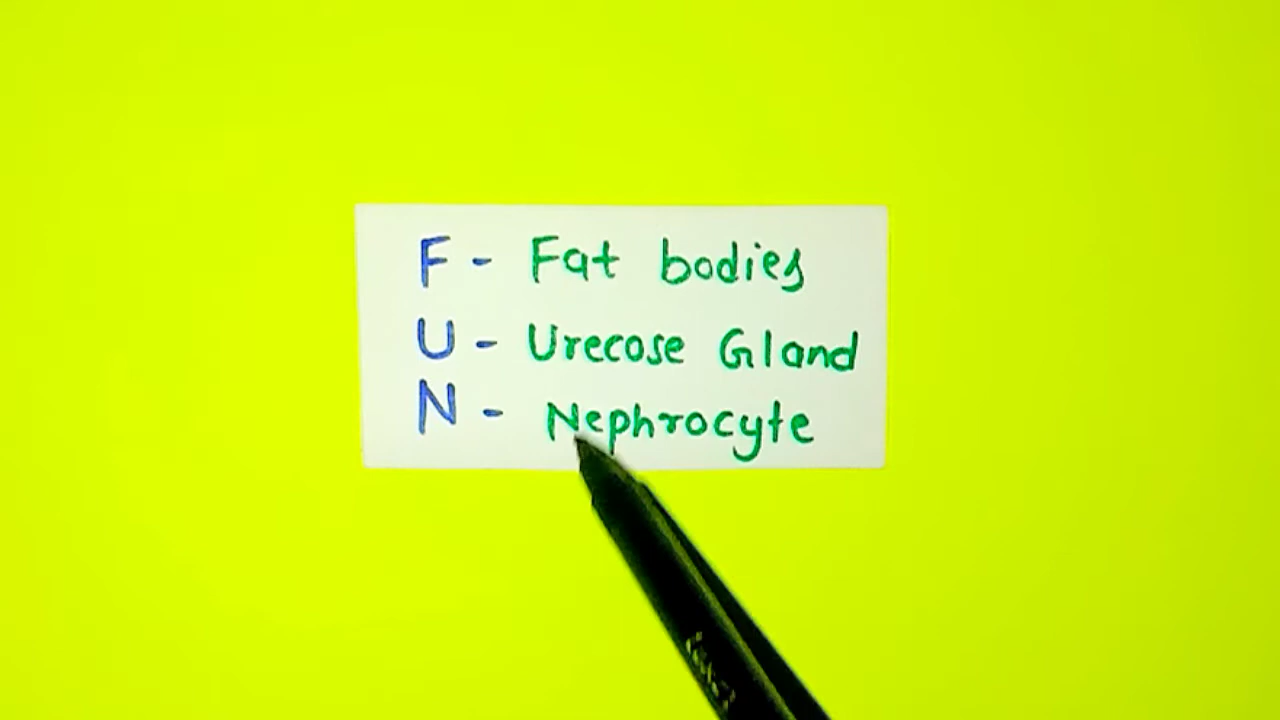 F - Fat bodies
U - Urecose Gland
N - Nephrocyte